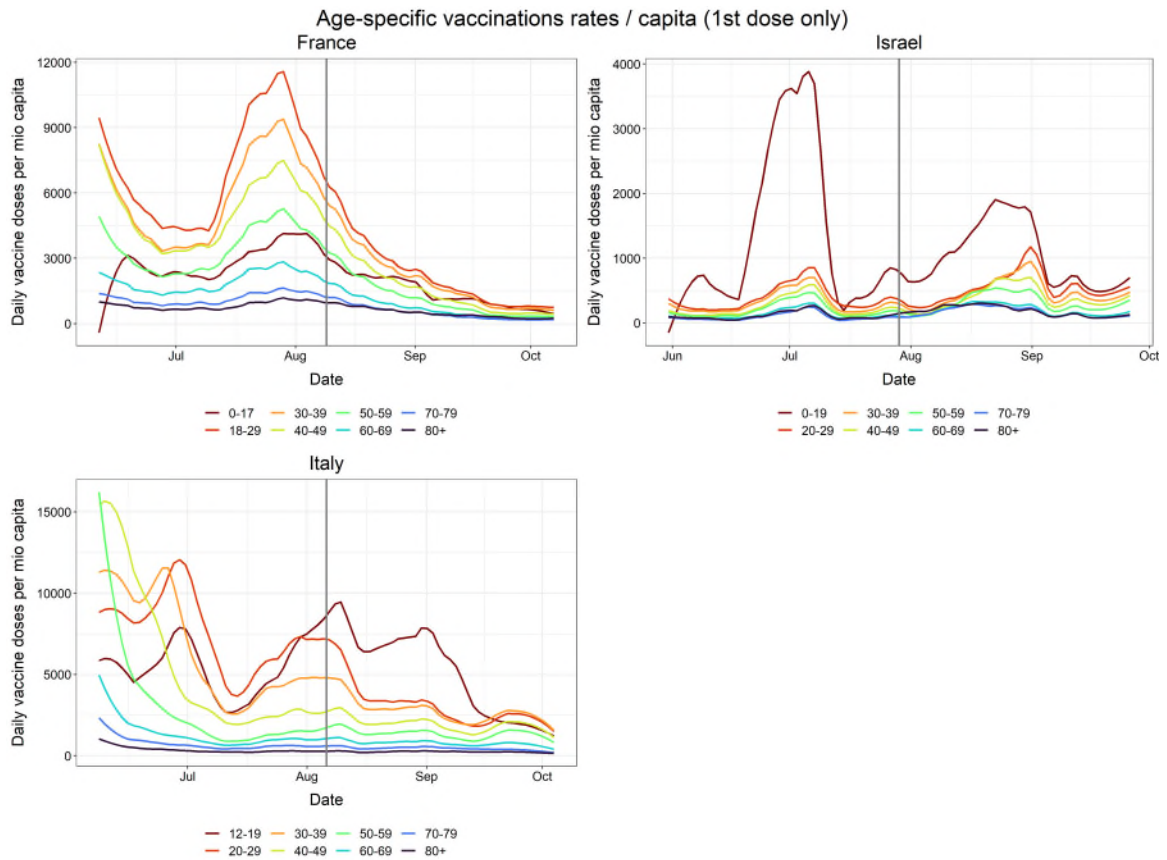 Age-specific vaccinations rates / capita (1st dose only)
France
Daily vaccine doses per mio capita
12000
9000
6000
3000
0
Jul
Aug
Sep
Oct
Date
0-17
30-39
50-59
70-79
18-29
40-49
60-69
80+
Israel
Daily vaccine doses per mio capita
4000
3000
2000
1000
0
Jun
Jul
Aug
Sep
Oct
Date
0-19
30-39
50-59
70-79
20-29
40-49
60-69
80+
Italy
Daily vaccine doses per mio capita
15000
10000
5000
0
Jul
Aug
Sep
Oct
Date
12-19
30-39
50-59
70-79
20-29
40-49
60-69
80+